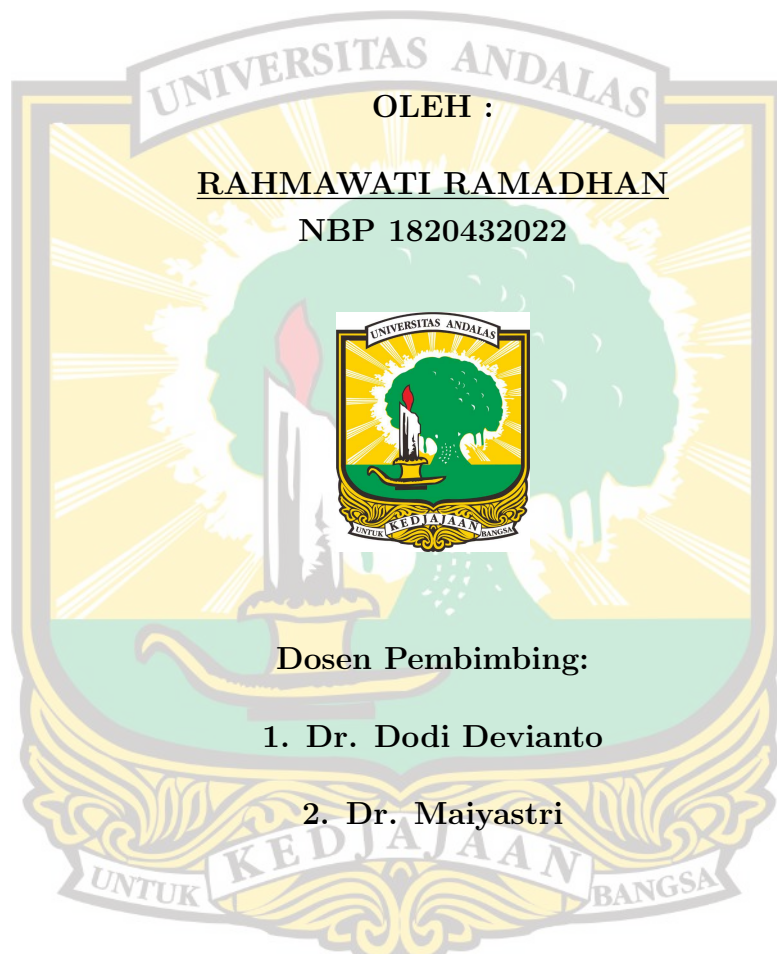 UNIVERSITAS ANDALAS
OLEH :
RAHMAWATI RAMADHAN
NBP 1820432022
UNIVERSITAS ANDALAS
UNTUK KEDJAJAAN BANGSA
Dosen Pembimbing:
1. Dr. Dodi Devianto
2. Dr. Maiyastri
UNTUK KEDJAJAAN BANGSA